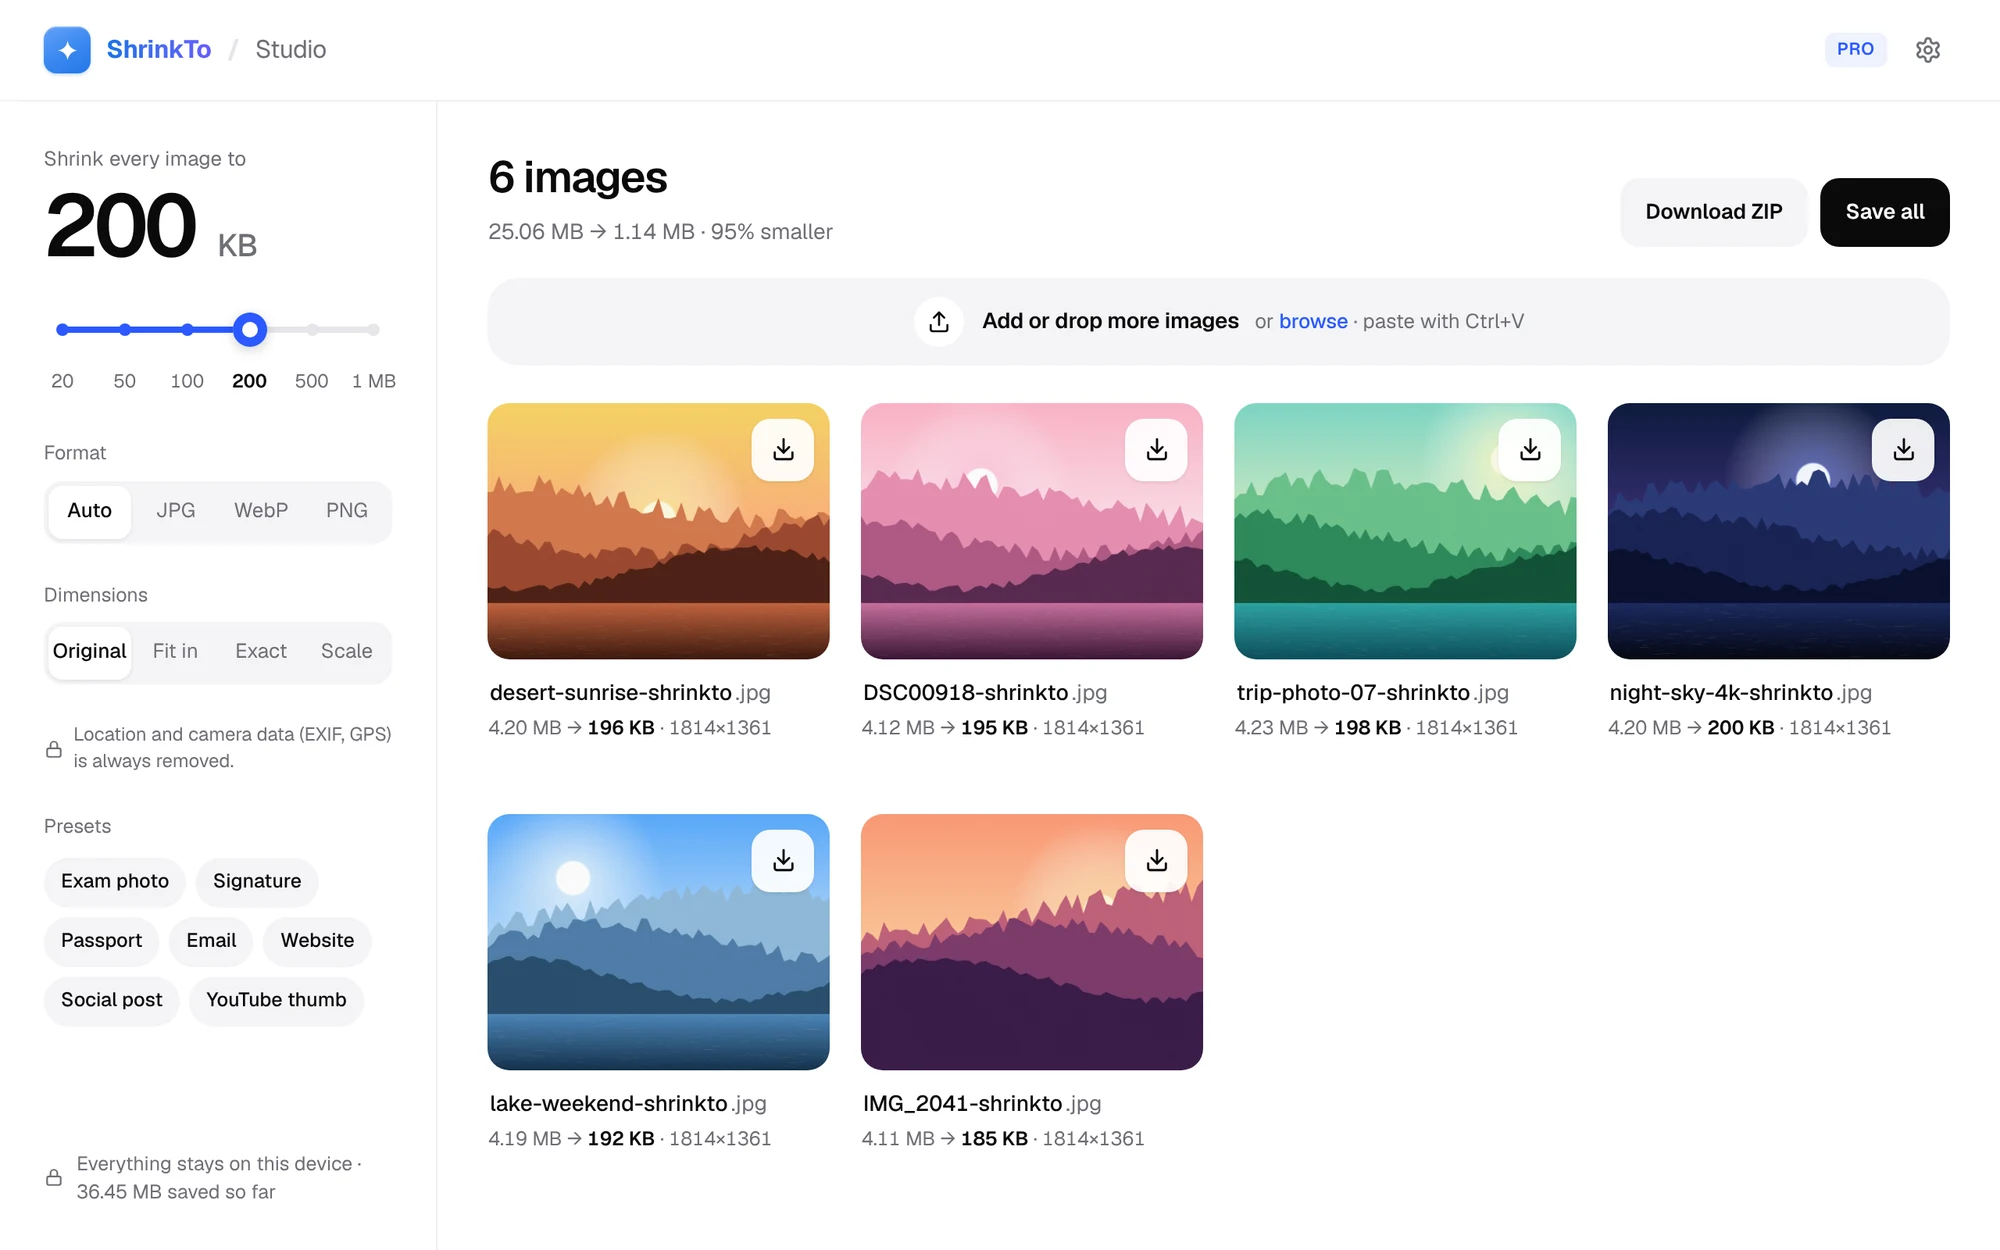 ShrinkTo / Studio
PRO
Shrink every image to
200 KB
20 50 100 200 500 1 MB
Format
Auto JPG WebP PNG
Dimensions
Original Fit in Exact Scale
Location and camera data (EXIF, GPS)
is always removed.
Presets
Exam photo Signature
Passport Email Website
Social post YouTube thumb
Everything stays on this device ·
36.45 MB saved so far
6 images
25.06 MB → 1.14 MB · 95% smaller
Download ZIP Save all
Add or drop more images or browse · paste with Ctrl+V
desert-sunrise-shrinkto.jpg
4.20 MB → 196 KB · 1814×1361
DSC00918-shrinkto.jpg
4.12 MB → 195 KB · 1814×1361
trip-photo-07-shrinkto.jpg
4.23 MB → 198 KB · 1814×1361
night-sky-4k-shrinkto.jpg
4.20 MB → 200 KB · 1814×1361
lake-weekend-shrinkto.jpg
4.19 MB → 192 KB · 1814×1361
IMG_2041-shrinkto.jpg
4.11 MB → 185 KB · 1814×1361